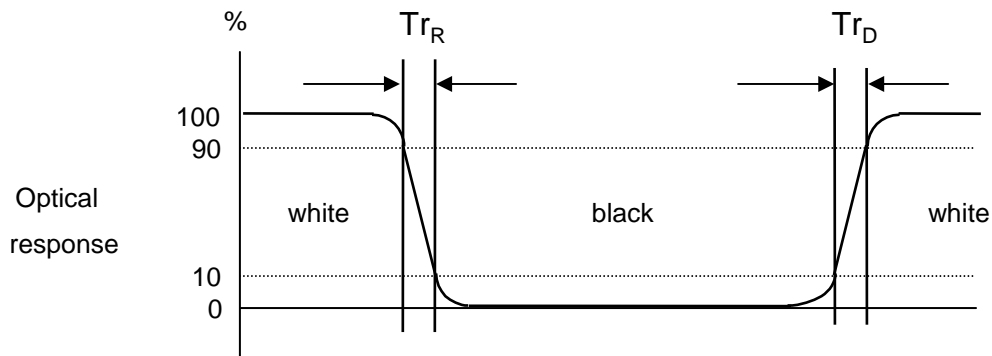 %
Tr_R
Tr_D
100
90
Optical
response
white
black
white
10
0